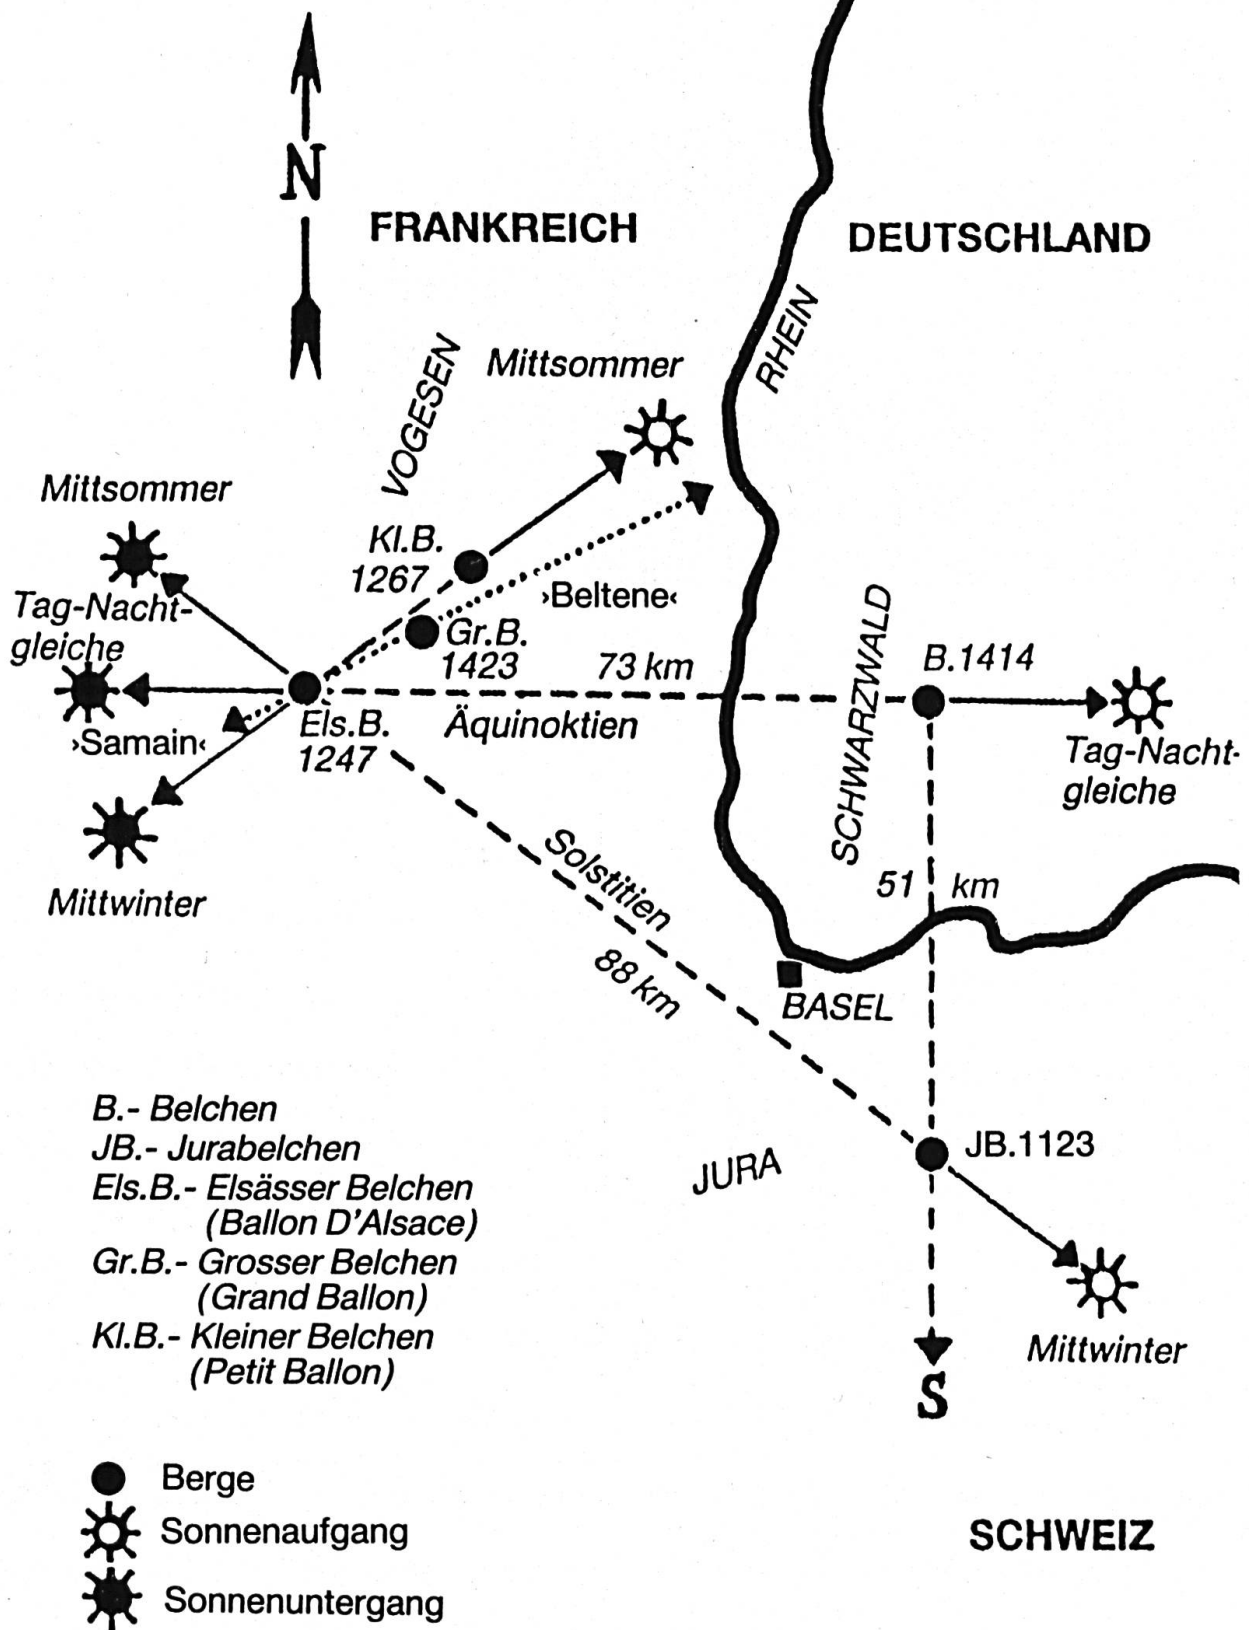 N
FRANKREICH
DEUTSCHLAND
RHEIN
VOGESEN
Mittsommer
Mittsommer
Kl.B.
1267
›Beltene‹
Tag-Nacht-
gleiche
Gr.B.
1423
73 km
SCHWARZWALD
B.1414
Els.B.
1247
Äquinoktien
›Samain‹
Tag-Nacht-
gleiche
Mittwinter
Solstitien
88 km
51 km
BASEL
B.- Belchen
JB.- Jurabelchen
Els.B.- Elsässer Belchen
(Ballon D'Alsace)
Gr.B.- Grosser Belchen
(Grand Ballon)
Kl.B.- Kleiner Belchen
(Petit Ballon)
JURA
JB.1123
Mittwinter
S
Berge
Sonnenaufgang
Sonnenuntergang
SCHWEIZ